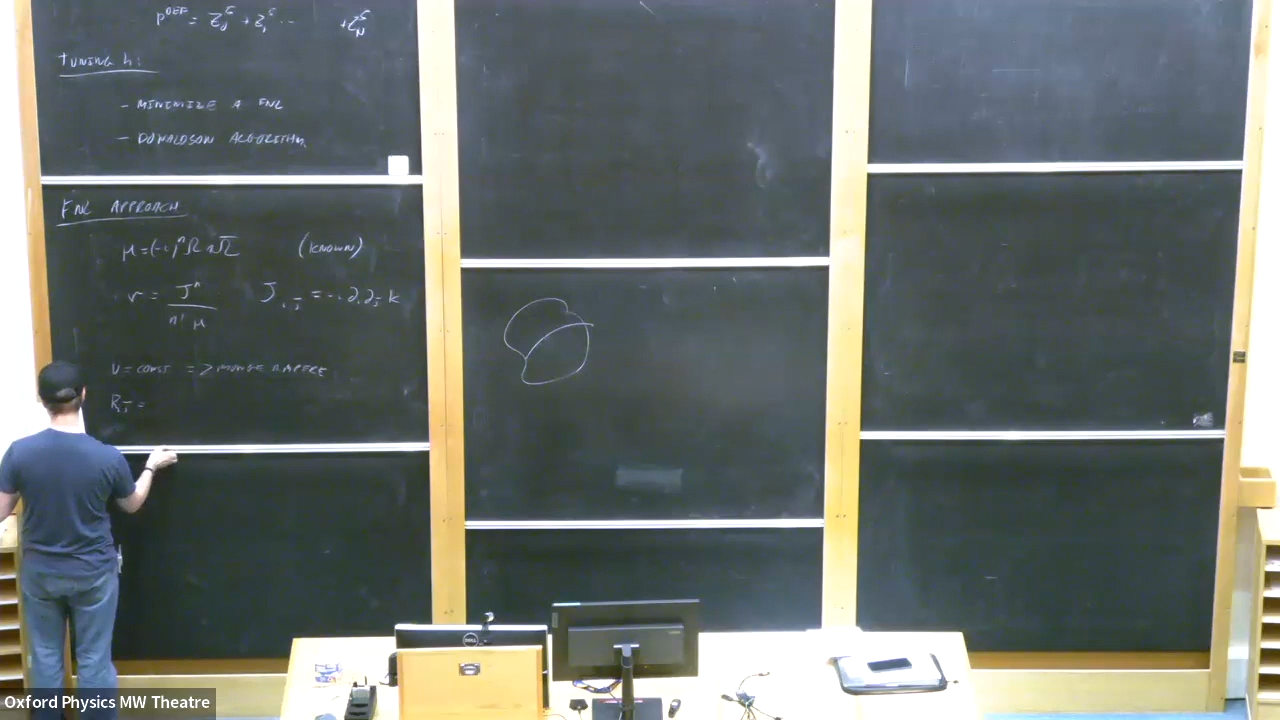 P^DEF = Z_0^5 + Z_1^5 ... + Z_N^5
TUNING h:
- MINIMIZE A FNL
- DONALDSON ALGORITHM
FNL APPROACH
μ = (-i)^n Ω ∧ Ω̄ (KNOWN)
v = J^n / n! μ J_{i j̄} = -i ∂_i ∂_j̄ k
v = CONST => MONGE AMPERE
R_{i j̄} =
DELL
Oxford Physics MW Theatre